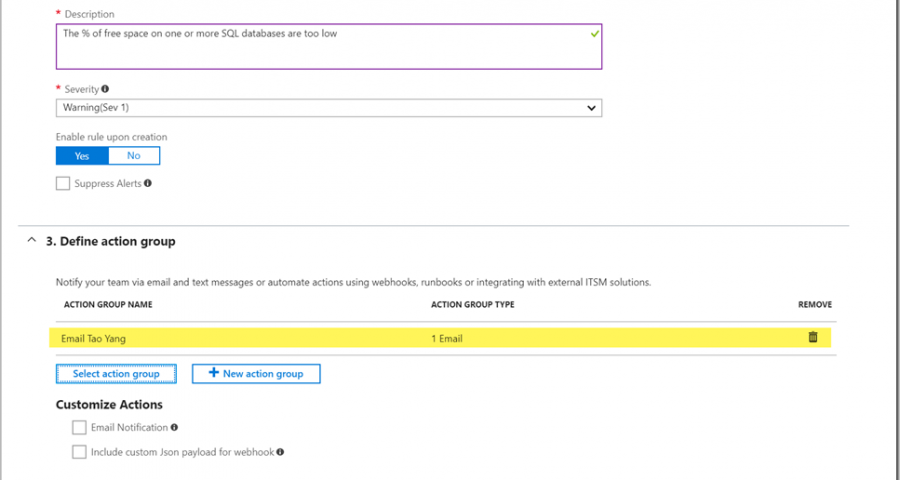 * Description
The % of free space on one or more SQL databases are too low
* Severity
Warning(Sev 1)
Enable rule upon creation
Yes No
Suppress Alerts
3. Define action group
Notify your team via email and text messages or automate actions using webhooks, runbooks or integrating with external ITSM solutions.
ACTION GROUP NAME ACTION GROUP TYPE REMOVE
Email Tao Yang 1 Email
Select action group + New action group
Customize Actions
Email Notification
Include custom Json payload for webhook